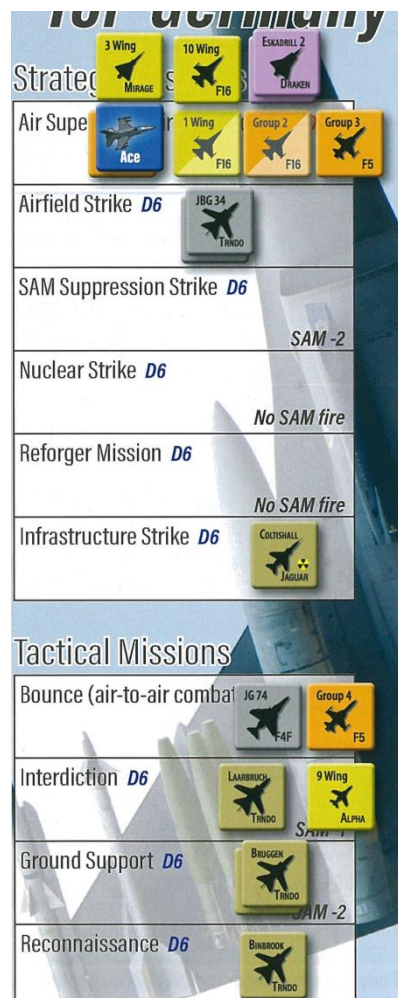 for Germany
3 Wing
MIRAGE
10 Wing
F16
ESKADRILL 2
DRAKEN
Air Supe
Ace
1 Wing
F16
Group 2
F16
Group 3
F5
Airfield Strike D6
JBG 34
TRNDO
SAM Suppression Strike D6
SAM -2
Nuclear Strike D6
No SAM fire
Reforger Mission D6
No SAM fire
Infrastructure Strike D6
COLTISHALL
JAGUAR
Tactical Missions
Bounce (air-to-air combat
JG 74
F4F
Group 4
F5
Interdiction D6
LAARBRUCH
TRNDO
9 Wing
ALPHA
Ground Support D6
BRUGGEN
TRNDO
SAM -2
Reconnaissance D6
BINBROOK
TRNDO